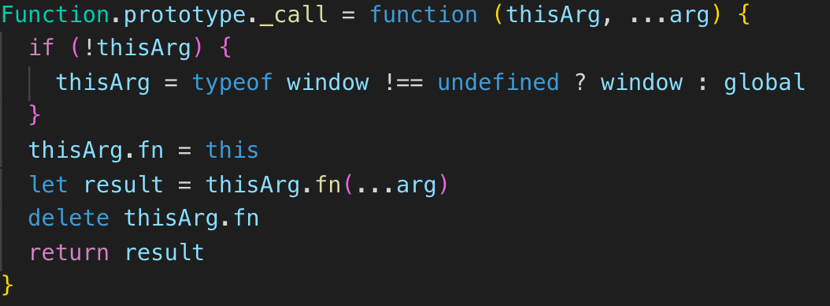 Function.prototype._call = function (thisArg, ...arg) {
  if (!thisArg) {
    thisArg = typeof window !== undefined ? window : global
  }
  thisArg.fn = this
  let result = thisArg.fn(...arg)
  delete thisArg.fn
  return result
}